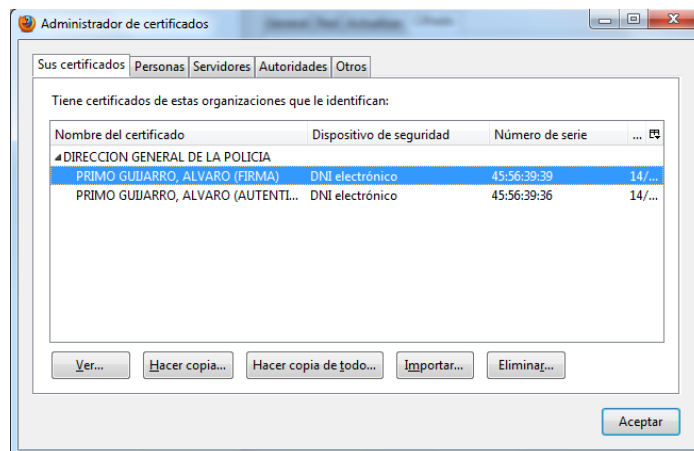 Administrador de certificados
Sus certificados Personas Servidores Autoridades Otros
Tiene certificados de estas organizaciones que le identifican:
Nombre del certificado Dispositivo de seguridad Número de serie ...
DIRECCION GENERAL DE LA POLICIA
PRIMO GUIJARRO, ALVARO (FIRMA) DNI electrónico 45:56:39:39 14/...
PRIMO GUIJARRO, ALVARO (AUTENTI... DNI electrónico 45:56:39:36 14/...
Ver... Hacer copia... Hacer copia de todo... Importar... Eliminar...
Aceptar